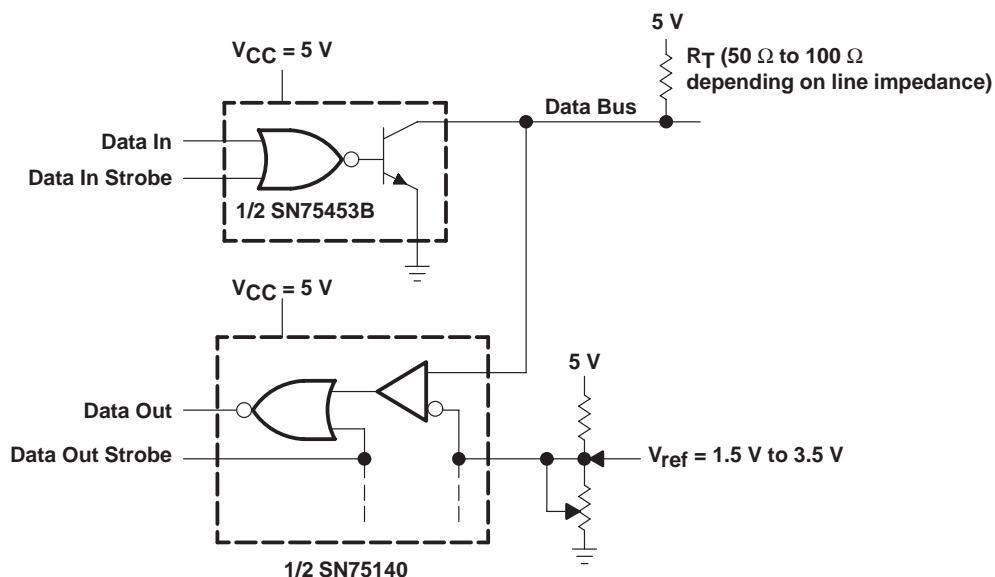 5 V
VCC = 5 V
RT (50 Ω to 100 Ω
depending on line impedance)
Data Bus
Data In
Data In Strobe
1/2 SN75453B
VCC = 5 V
5 V
Data Out
Data Out Strobe
Vref = 1.5 V to 3.5 V
1/2 SN75140